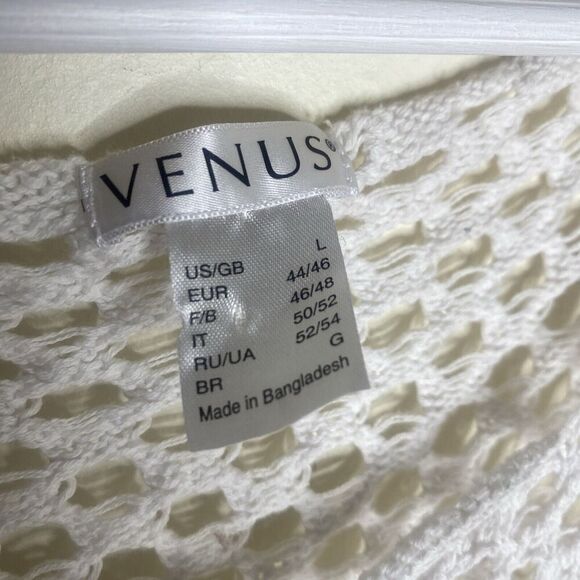 VENUS®
US/GB L
EUR 44/46
F/B 46/48
IT 50/52
RU/UA 52/54
BR G
Made in Bangladesh